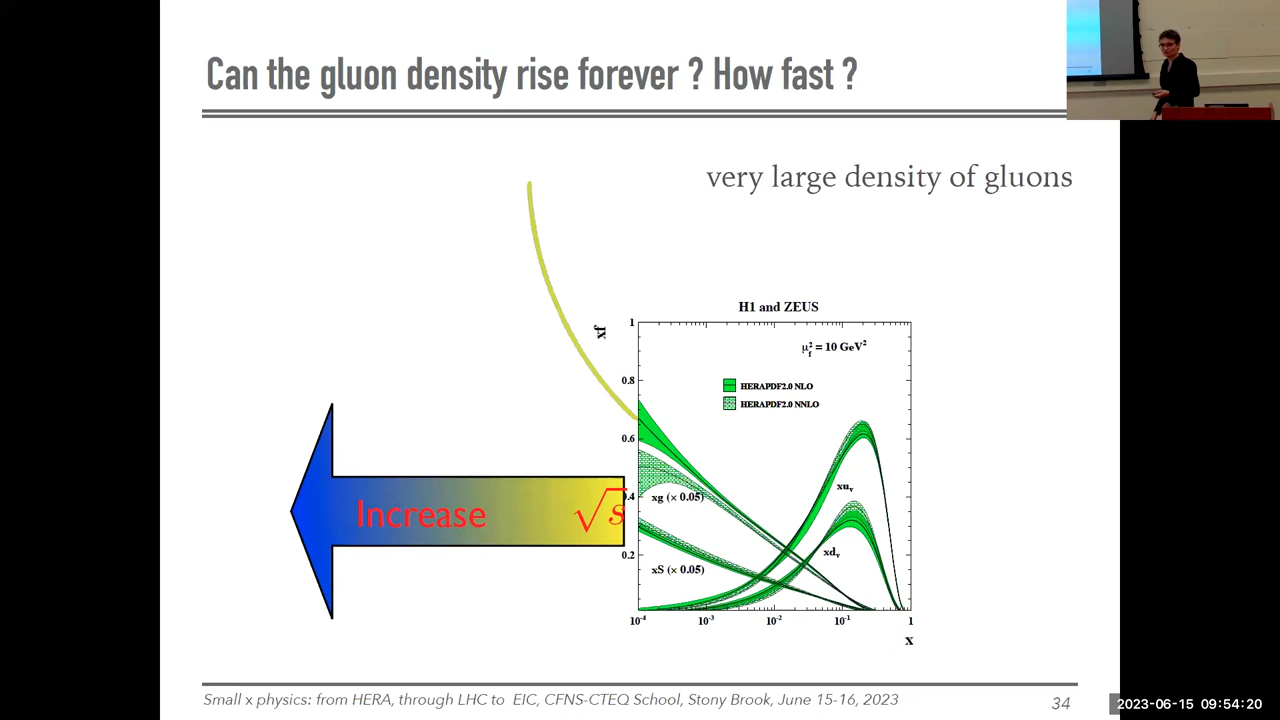 Can the gluon density rise forever ? How fast ?
very large density of gluons
H1 and ZEUS
xf
1
μ_f² = 10 GeV²
0.8
HERAPDF2.0 NLO
HERAPDF2.0 NNLO
0.6
0.4
xg (× 0.05)
xu_v
Increase √s
xd_v
0.2
xS (× 0.05)
10⁻⁴ 10⁻³ 10⁻² 10⁻¹ 1
x
Small x physics: from HERA, through LHC to EIC, CFNS-CTEQ School, Stony Brook, June 15-16, 2023
34
2023-06-15 09:54:20